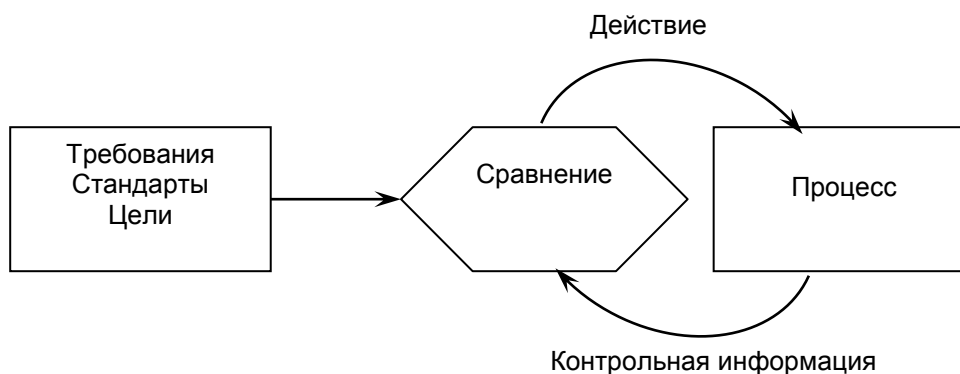 Действие
Требования
Стандарты
Цели
Сравнение
Процесс
Контрольная информация